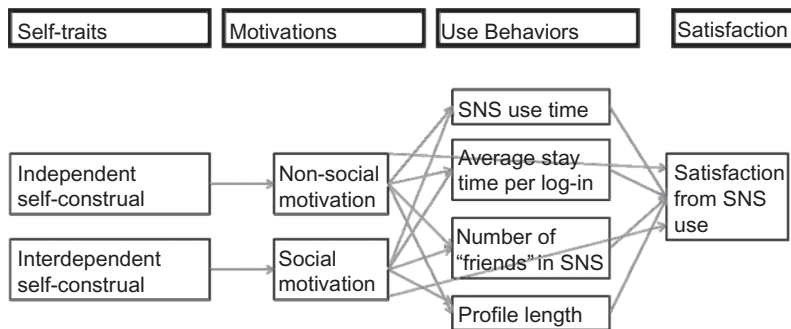 Self-traits
Motivations
Use Behaviors
Satisfaction
Independent
self-construal
Interdependent
self-construal
Non-social
motivation
Social
motivation
SNS use time
Average stay
time per log-in
Number of
“friends” in SNS
Profile length
Satisfaction
from SNS
use